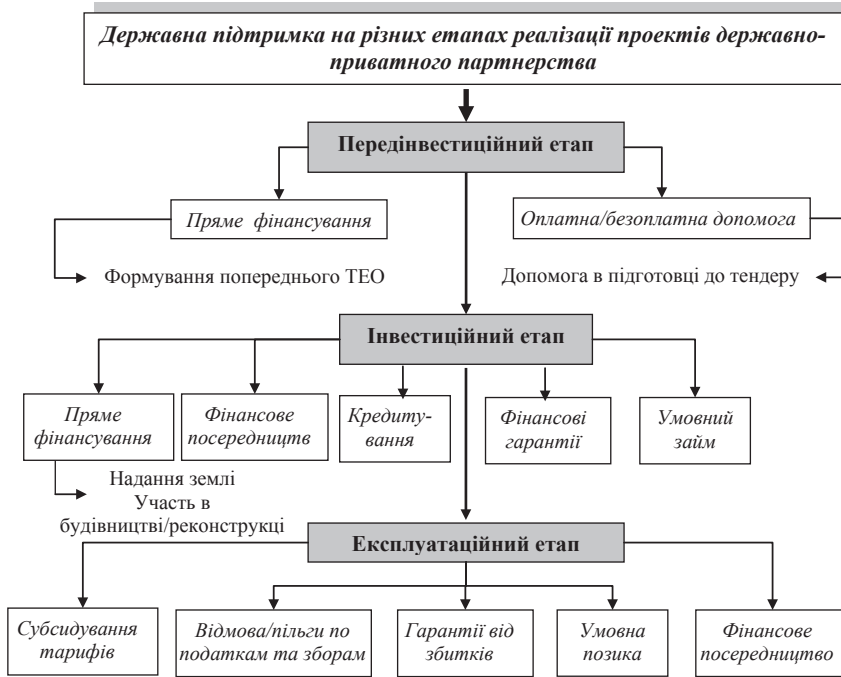 Державна підтримка на різних етапах реалізації проектів державно-
приватного партнерства
Передінвестиційний етап
Пряме фінансування
Оплатна/безоплатна допомога
Формування попереднього ТЕО
Допомога в підготовці до тендеру
Інвестиційний етап
Пряме
фінансування
Фінансове
посередництв
Кредиту-
вання
Фінансові
гарантії
Умовний
займ
Надання землі
Участь в
будівництві/реконструкці
Експлуатаційний етап
Субсидування
тарифів
Відмова/пільги по
податкам та зборам
Гарантії від
збитків
Умовна
позика
Фінансове
посередництво